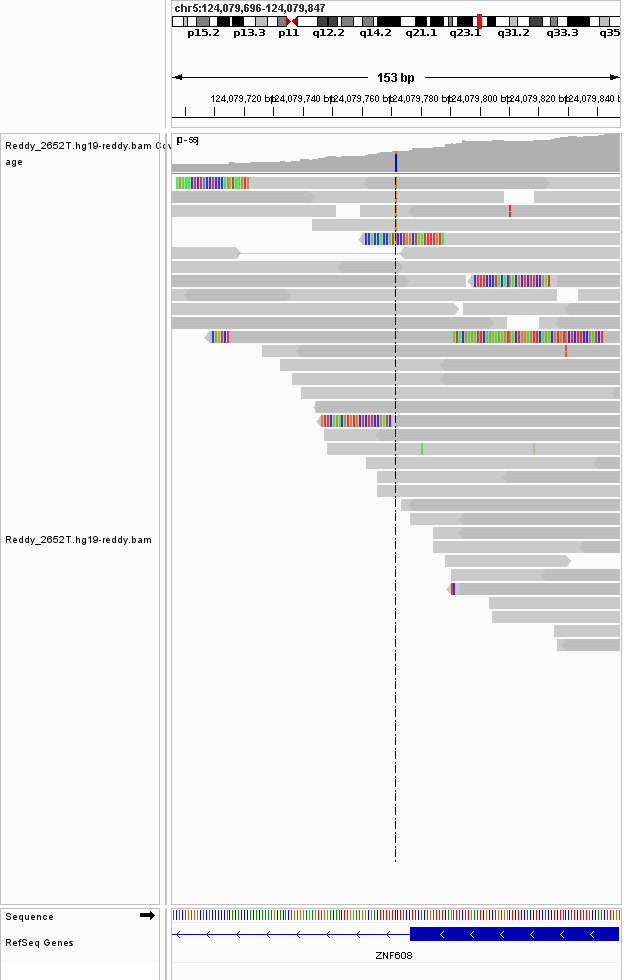 chr5:124,079,696-124,079,847
p15.2 p13.3 p11 q12.2 q14.2 q21.1 q23.1 q31.2 q33.3 q35
153 bp
124,079,720 bp 124,079,740 bp 124,079,760 bp 124,079,780 bp 124,079,800 bp 124,079,820 bp 124,079,840 bp
Reddy_2652T.hg19-reddy.bam Cov
age
Reddy_2652T.hg19-reddy.bam
Sequence
RefSeq Genes
ZNF608